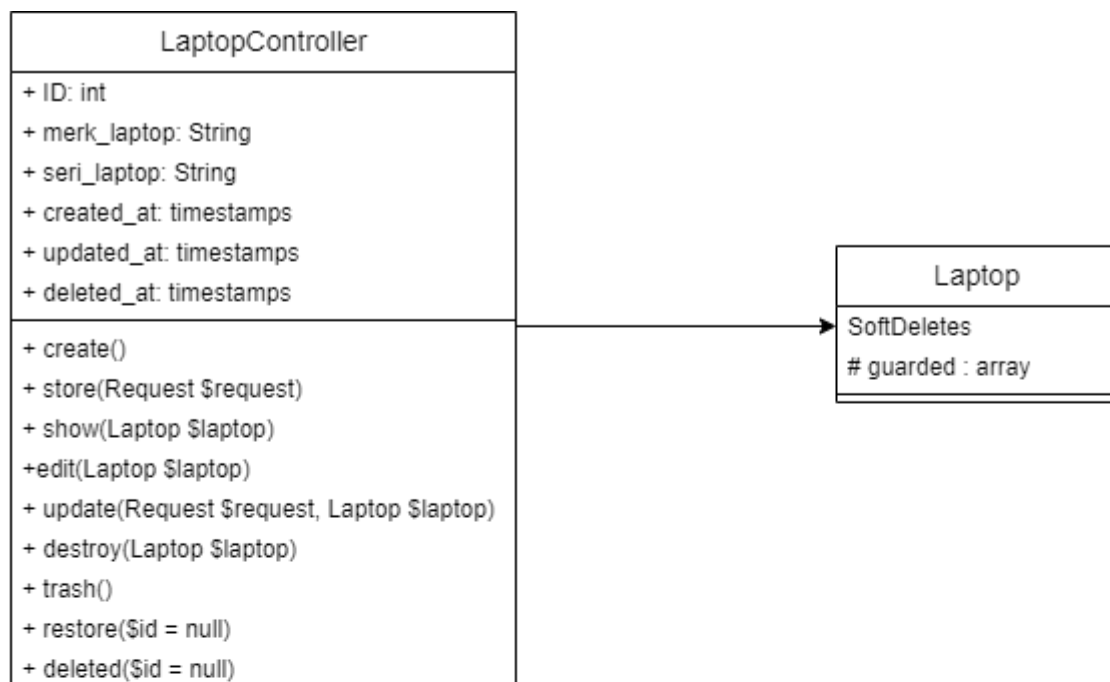 LaptopController
+ ID: int
+ merk_laptop: String
+ seri_laptop: String
+ created_at: timestamps
+ updated_at: timestamps
+ deleted_at: timestamps
+ create()
+ store(Request $request)
+ show(Laptop $laptop)
+edit(Laptop $laptop)
+ update(Request $request, Laptop $laptop)
+ destroy(Laptop $laptop)
+ trash()
+ restore($id = null)
+ deleted($id = null)
Laptop
SoftDeletes
# guarded : array